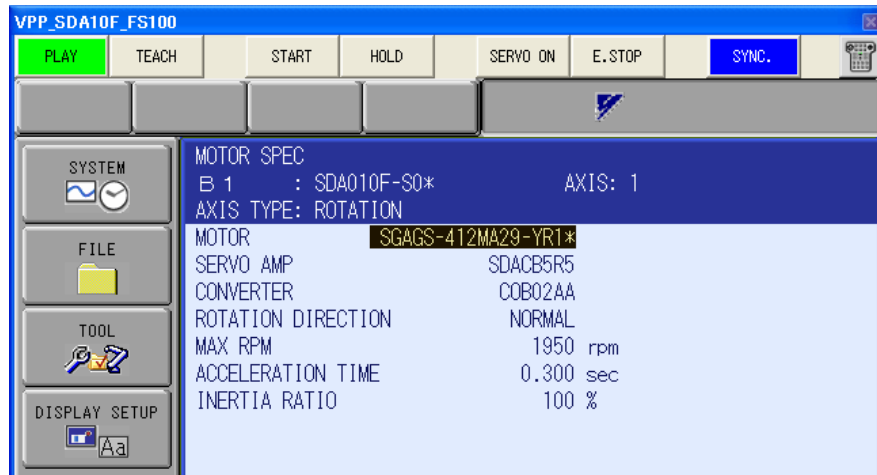 VPP_SDA10F_FS100
PLAY TEACH START HOLD SERVO ON E.STOP SYNC.
SYSTEM
FILE
TOOL
DISPLAY SETUP
Aa
MOTOR SPEC
B 1 : SDA010F-S0* AXIS: 1
AXIS TYPE: ROTATION
MOTOR SGAGS-412MA29-YR1*
SERVO AMP SDACB5R5
CONVERTER COB02AA
ROTATION DIRECTION NORMAL
MAX RPM 1950 rpm
ACCELERATION TIME 0.300 sec
INERTIA RATIO 100 %